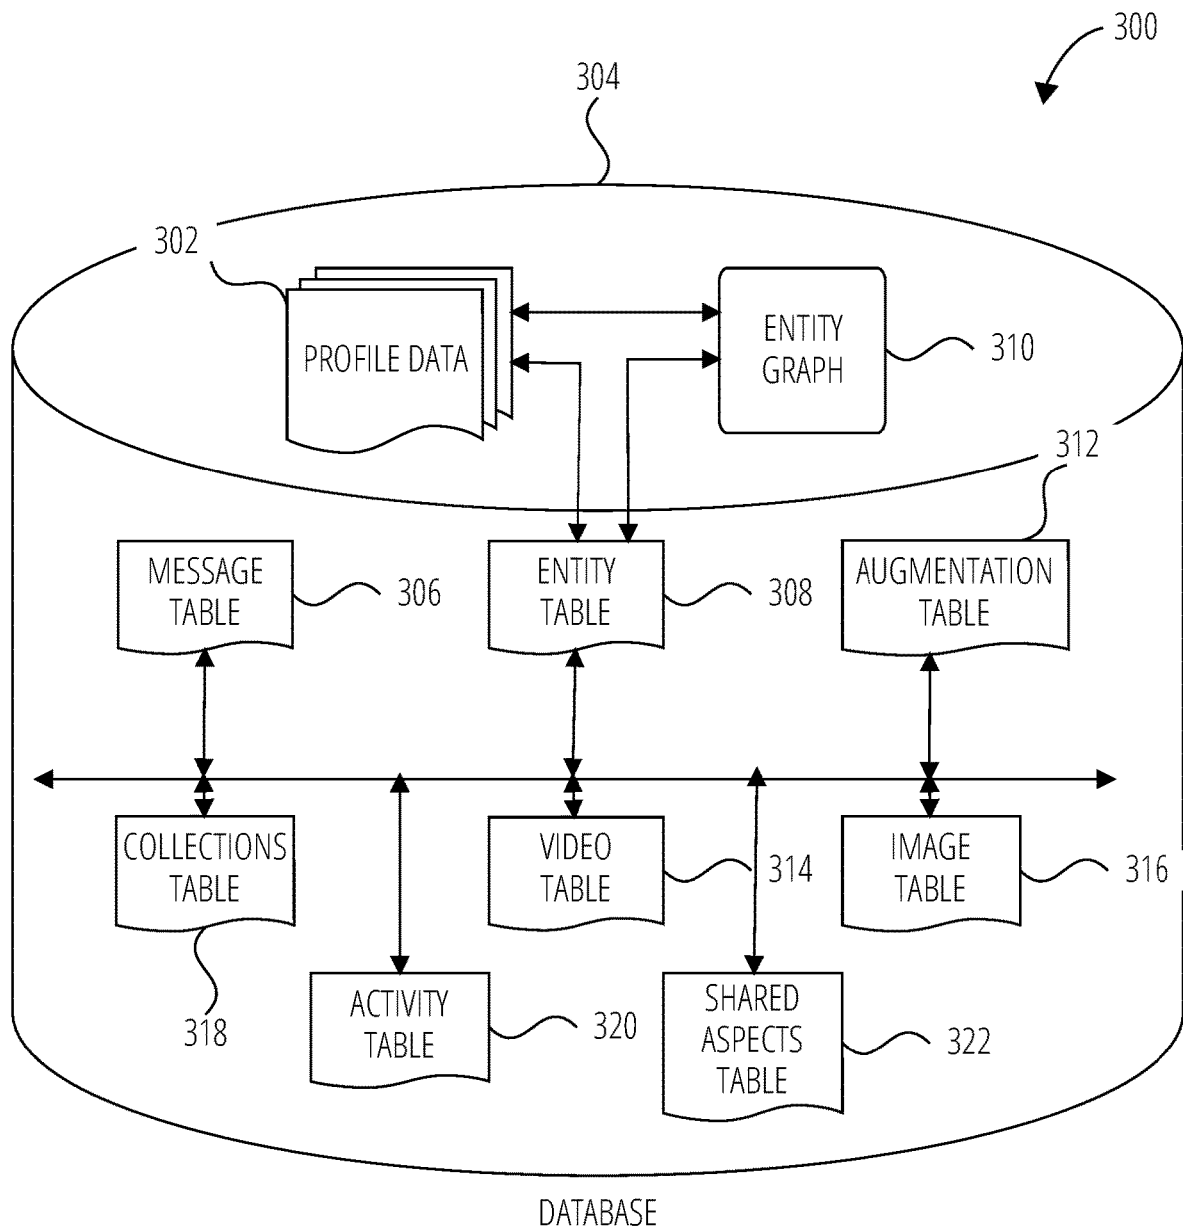 300
304
302
PROFILE DATA
ENTITY
GRAPH
310
312
MESSAGE
TABLE
306
ENTITY
TABLE
308
AUGMENTATION
TABLE
COLLECTIONS
TABLE
318
VIDEO
TABLE
314
IMAGE
TABLE
316
ACTIVITY
TABLE
320
SHARED
ASPECTS
TABLE
322
DATABASE